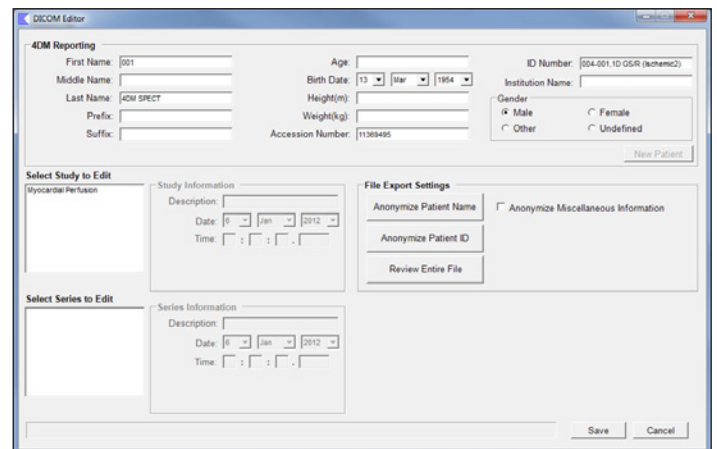 DICOM Editor
4DM Reporting
First Name: 001
Middle Name:
Last Name: 4DM SPECT
Prefix:
Suffix:
Age:
Birth Date: 13 Mar 1954
Height(m):
Weight(kg):
Accession Number: 11369495
ID Number: 004-001,1D GS/R (Ischemic2)
Institution Name:
Gender
Male Female
Other Undefined
New Patient
Select Study to Edit
Myocardial Perfusion
Study Information
Description:
Date: 6 Jan 2012
Time: : : .
File Export Settings
Anonymize Patient Name
Anonymize Miscellaneous Information
Anonymize Patient ID
Review Entire File
Select Series to Edit
Series Information
Description:
Date: 6 Jan 2012
Time: : : .
Save Cancel